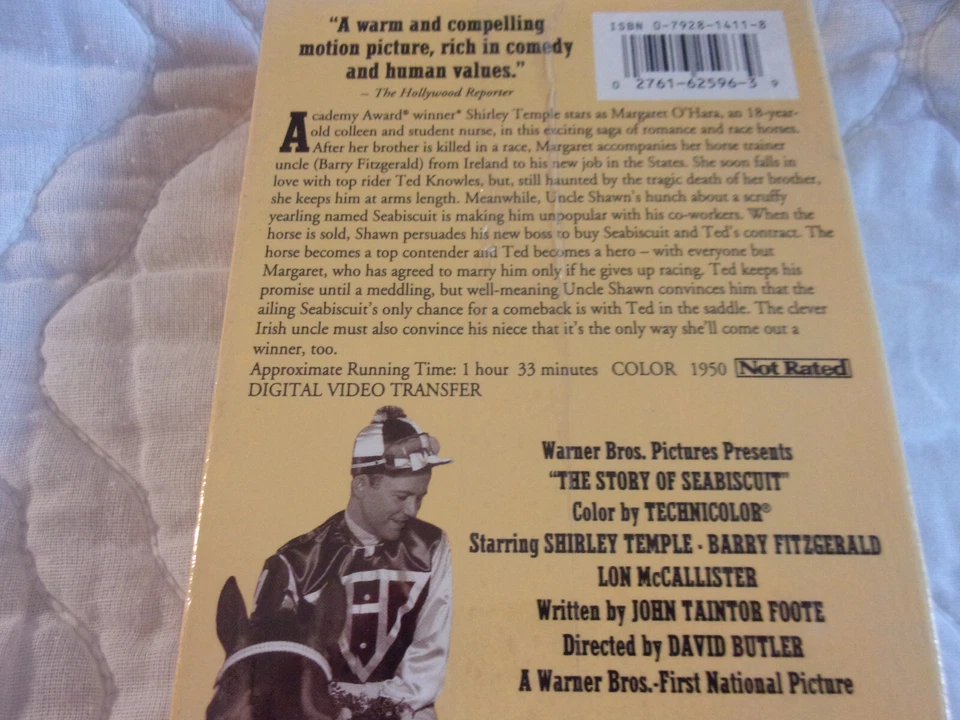 "A warm and compelling
motion picture, rich in comedy
and human values."
– The Hollywood Reporter
ISBN 0-7928-1411-8
0 2761-62596-3 9
Academy Award® winner* Shirley Temple stars as Margaret O'Hara, an 18-year-
old colleen and student nurse, in this exciting saga of romance and race horses.
After her brother is killed in a race, Margaret accompanies her horse trainer
uncle (Barry Fitzgerald) from Ireland to his new job in the States. She soon falls in
love with top rider Ted Knowles, but, still haunted by the tragic death of her brother,
she keeps him at arms length. Meanwhile, Uncle Shawn's hunch about a scruffy
yearling named Seabiscuit is making him unpopular with his co-workers. When the
horse is sold, Shawn persuades his new boss to buy Seabiscuit and Ted's contract. The
horse becomes a top contender and Ted becomes a hero – with everyone but
Margaret, who has agreed to marry him only if he gives up racing. Ted keeps his
promise until a meddling, but well-meaning Uncle Shawn convinces him that the
ailing Seabiscuit's only chance for a comeback is with Ted in the saddle. The clever
Irish uncle must also convince his niece that it's the only way she'll come out a
winner, too.
Approximate Running Time: 1 hour 33 minutes COLOR 1950 Not Rated
DIGITAL VIDEO TRANSFER
Warner Bros. Pictures Presents
"THE STORY OF SEABISCUIT"
Color by TECHNICOLOR®
Starring SHIRLEY TEMPLE · BARRY FITZGERALD
LON McCALLISTER
Written by JOHN TAINTOR FOOTE
Directed by DAVID BUTLER
A Warner Bros.-First National Picture